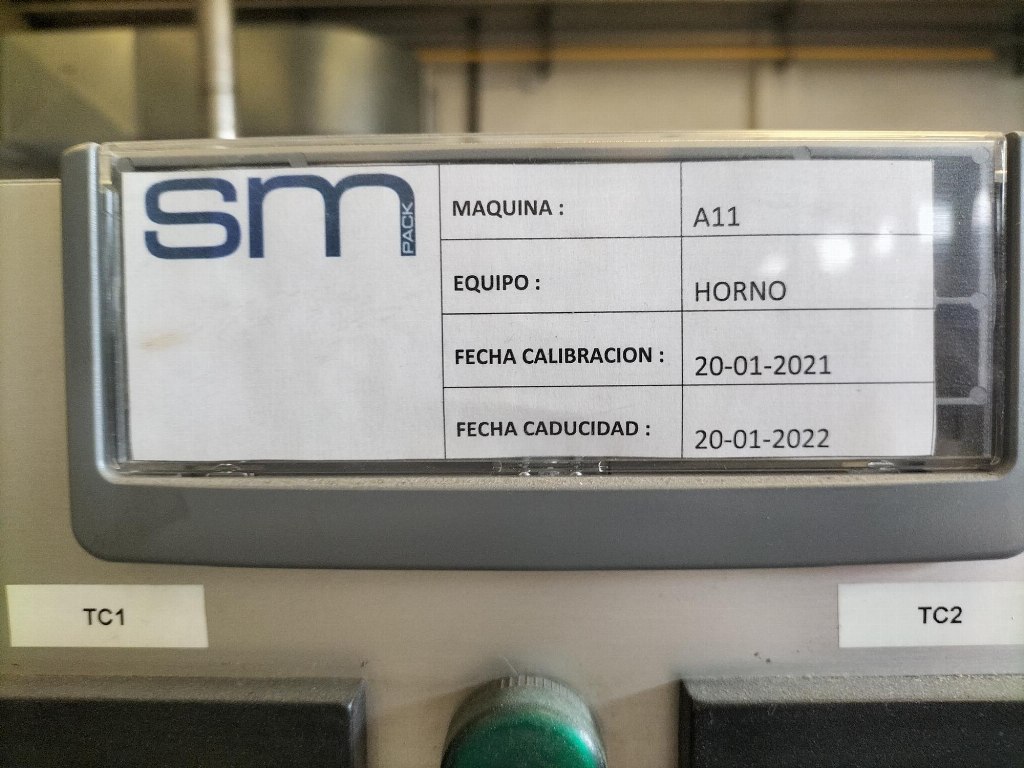 sm PACK
MAQUINA : A11
EQUIPO : HORNO
FECHA CALIBRACION : 20-01-2021
FECHA CADUCIDAD : 20-01-2022
TC1 TC2